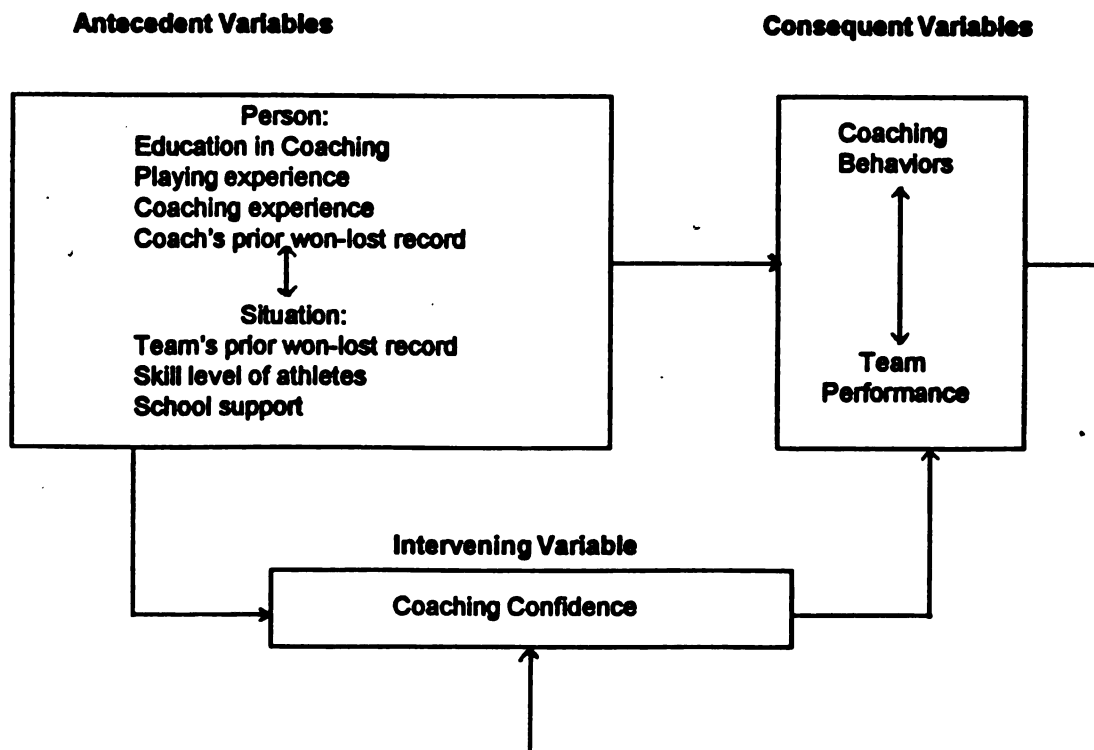 Antecedent Variables
Consequent Variables
Person:
Education in Coaching
Playing experience
Coaching experience
Coach's prior won-lost record
Situation:
Team's prior won-lost record
Skill level of athletes
School support
Coaching
Behaviors
Team
Performance
Intervening Variable
Coaching Confidence